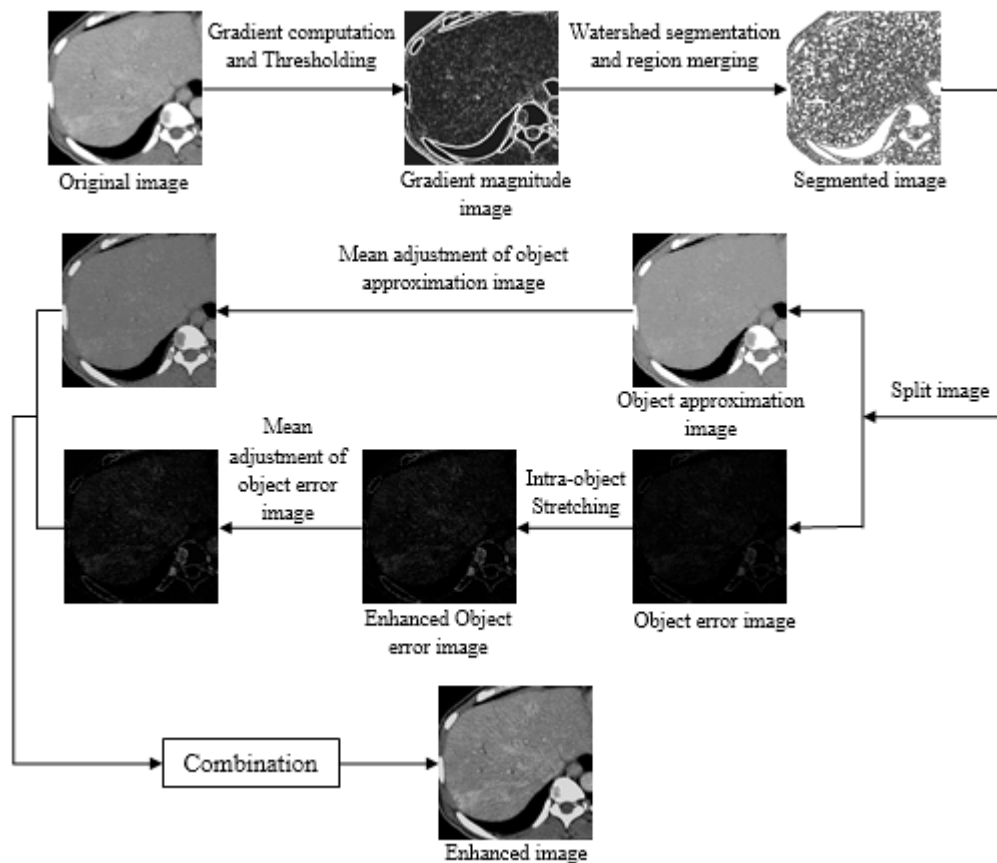 Gradient computation
and Thresholding
Watershed segmentation
and region merging
Original image
Gradient magnitude
image
Segmented image
Mean adjustment of object
approximation image
Object approximation
image
Split image
Mean
adjustment of
object error
image
Intra-object
Stretching
Enhanced Object
error image
Object error image
Combination
Enhanced image